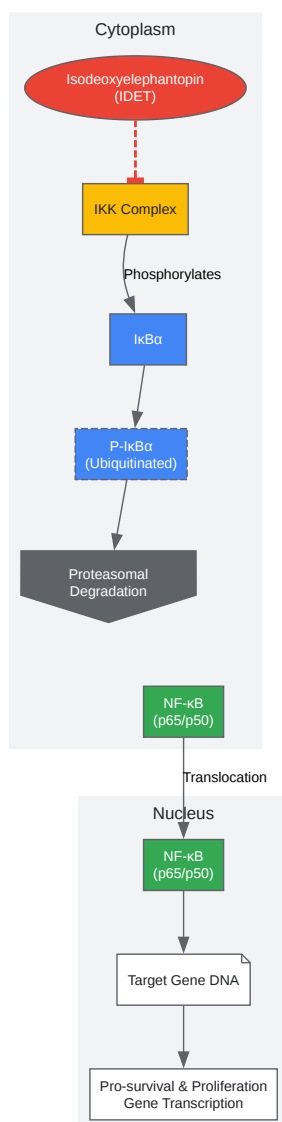 Cytoplasm
Isodeoxyelephantopin
(IDET)
IKK Complex
Phosphorylates
IκBα
P-IκBα
(Ubiquitinated)
Proteasomal
Degradation
NF-κB
(p65/p50)
Translocation
Nucleus
NF-κB
(p65/p50)
Target Gene DNA
Pro-survival & Proliferation
Gene Transcription